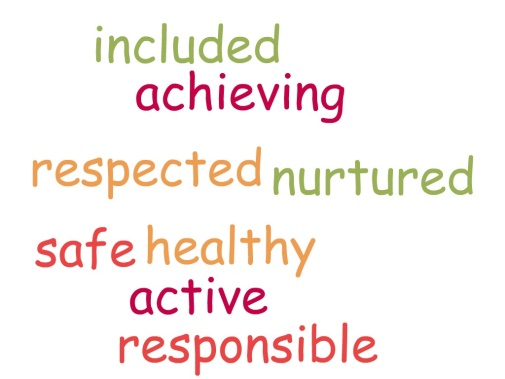 included
achieving
respected nurtured
safe healthy
active
responsible